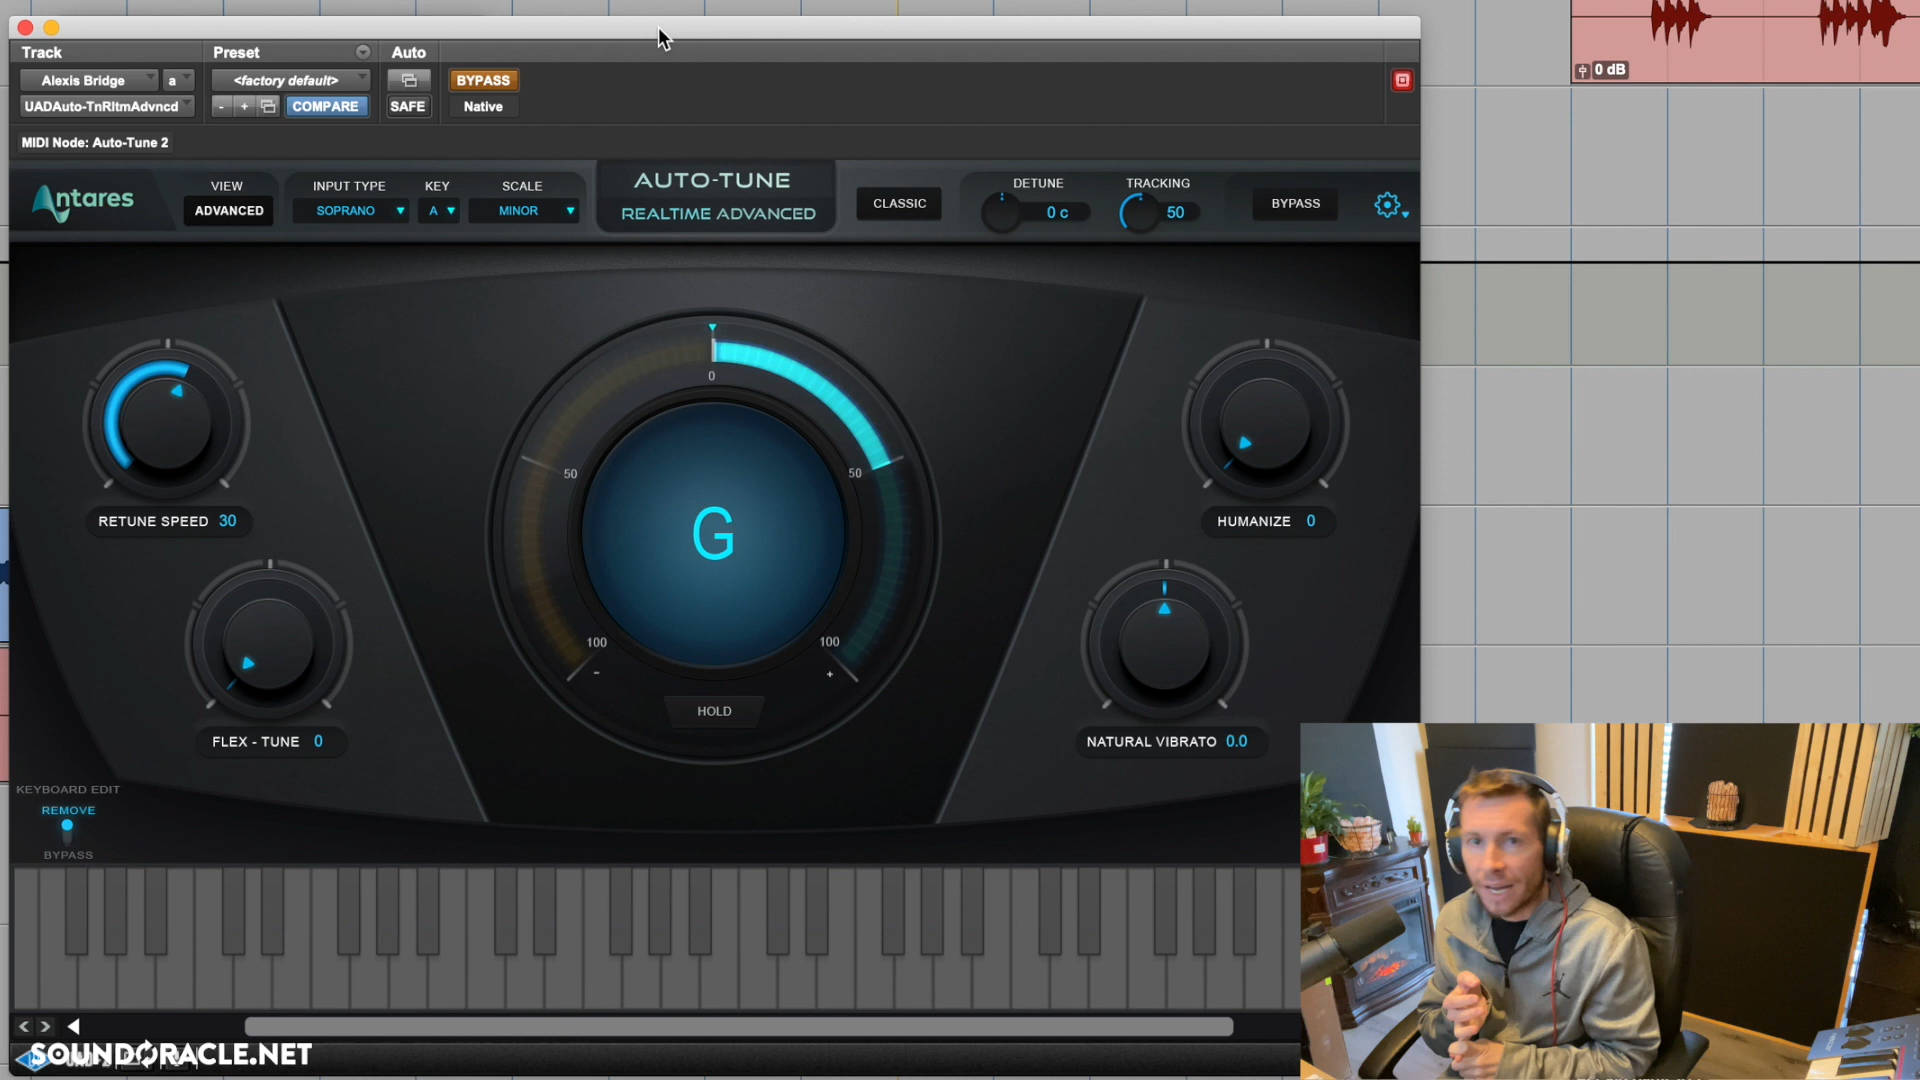 Track
Preset
Auto
Alexis Bridge
a
<factory default>
BYPASS
0 dB
UADAuto-TnRltmAdvncd
- +
COMPARE
SAFE
Native
MIDI Node: Auto-Tune 2
Antares
VIEW
ADVANCED
INPUT TYPE
SOPRANO
KEY
A
SCALE
MINOR
AUTO-TUNE
REALTIME ADVANCED
CLASSIC
DETUNE
0 c
TRACKING
50
BYPASS
0
50
50
G
100
100
-
+
HOLD
RETUNE SPEED 30
HUMANIZE 0
FLEX - TUNE 0
NATURAL VIBRATO 0.0
KEYBOARD EDIT
REMOVE
BYPASS
SOUNDORACLE.NET